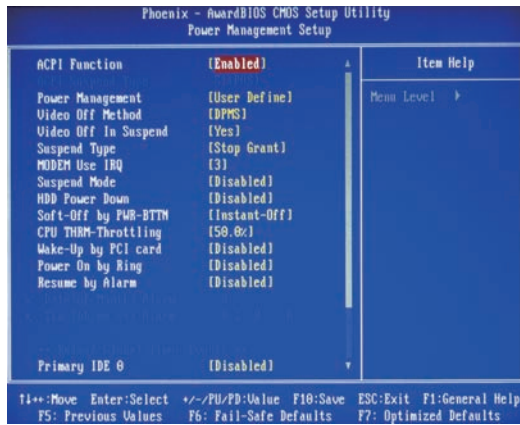 Phoenix - AwardBIOS CMOS Setup Utility
Power Management Setup
ACPI Function [Enabled]
Item Help
Menu Level
Power Management [User Define]
Video Off Method [DPMS]
Video Off In Suspend [Yes]
Suspend Type [Stop Grant]
MODEM Use IRQ [3]
Suspend Mode [Disabled]
HDD Power Down [Disabled]
Soft-Off by PWR-BTTN [Instant-Off]
CPU THRM-Throttling [50.0%]
Wake-Up by PCI card [Disabled]
Power On by Ring [Disabled]
Resume by Alarm [Disabled]
Primary IDE 0 [Disabled]
↑↓→←:Move Enter:Select +/-/PU/PD:Value F10:Save ESC:Exit F1:General Help
F5: Previous Values F6: Fail-Safe Defaults F7: Optimized Defaults